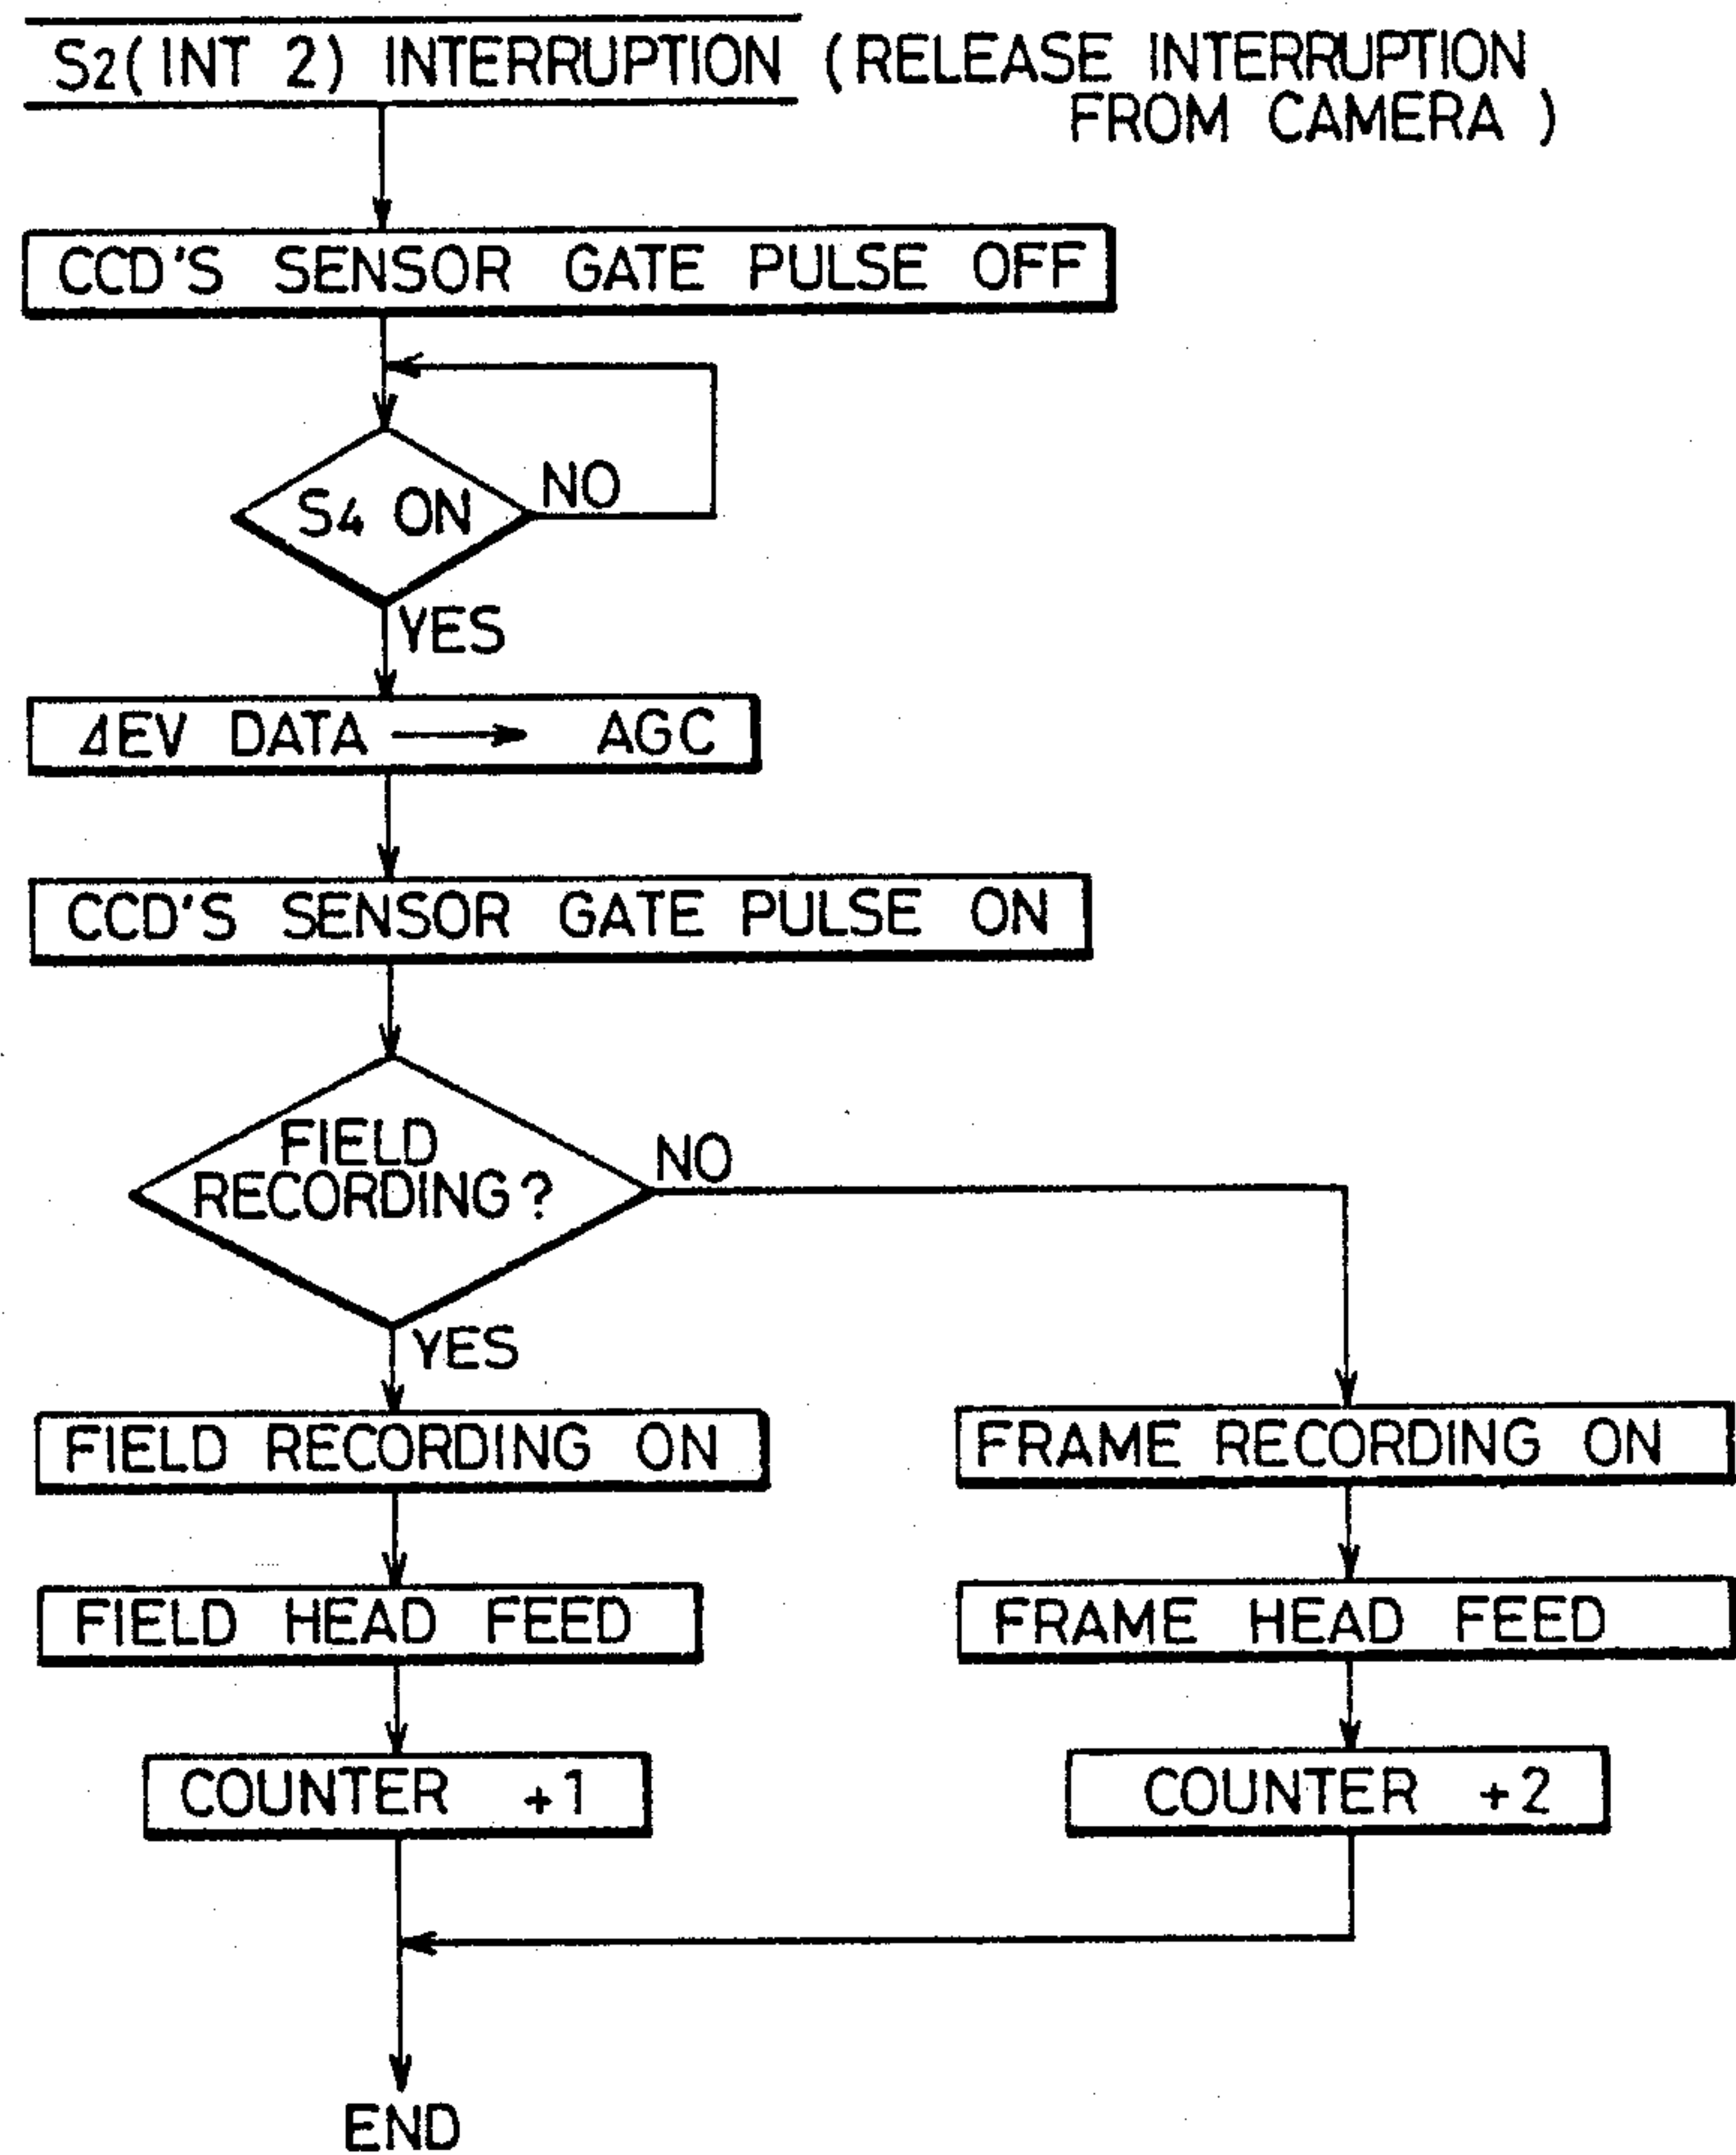 S2(INT 2) INTERRUPTION (RELEASE INTERRUPTION
FROM CAMERA )
CCD'S SENSOR GATE PULSE OFF
S4 ON
NO
YES
⊿EV DATA → AGC
CCD'S SENSOR GATE PULSE ON
FIELD
RECORDING?
NO
YES
FIELD RECORDING ON
FRAME RECORDING ON
FIELD HEAD FEED
FRAME HEAD FEED
COUNTER +1
COUNTER +2
END